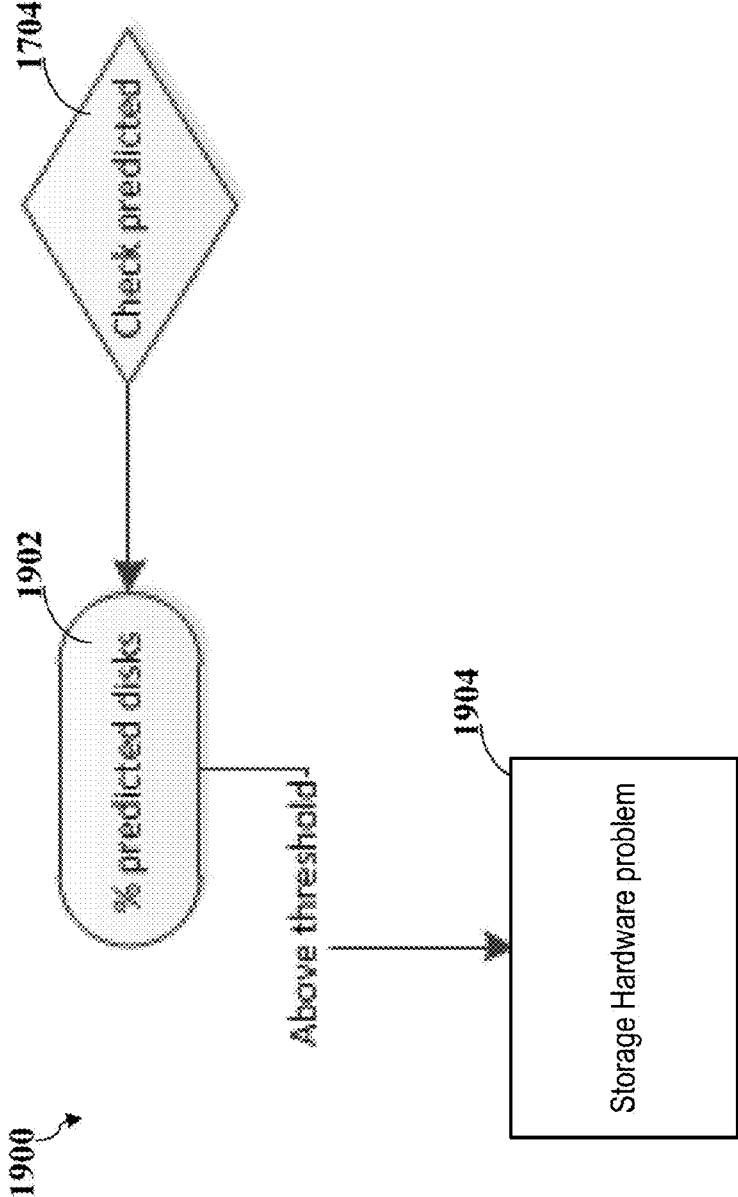 1900
1704
Check predicted
1902
% predicted disks
Above threshold
1904
Storage Hardware problem